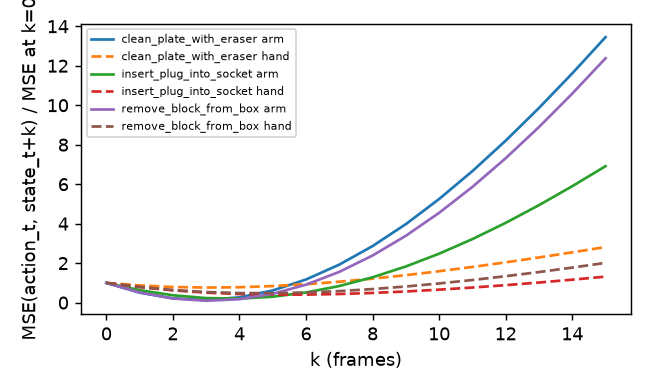 MSE(action_t, state_t+k) / MSE at k=0
14
12
10
8
6
4
2
0
clean_plate_with_eraser arm
clean_plate_with_eraser hand
insert_plug_into_socket arm
insert_plug_into_socket hand
remove_block_from_box arm
remove_block_from_box hand
0 2 4 6 8 10 12 14
k (frames)